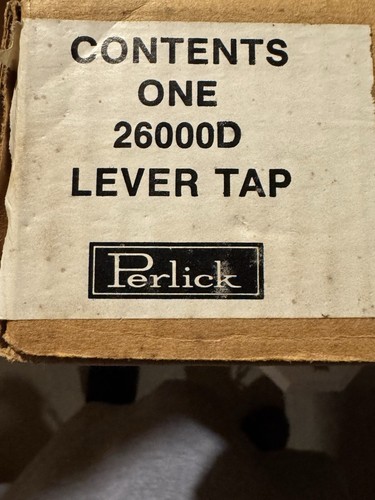 CONTENTS
ONE
26000D
LEVER TAP
Perlick